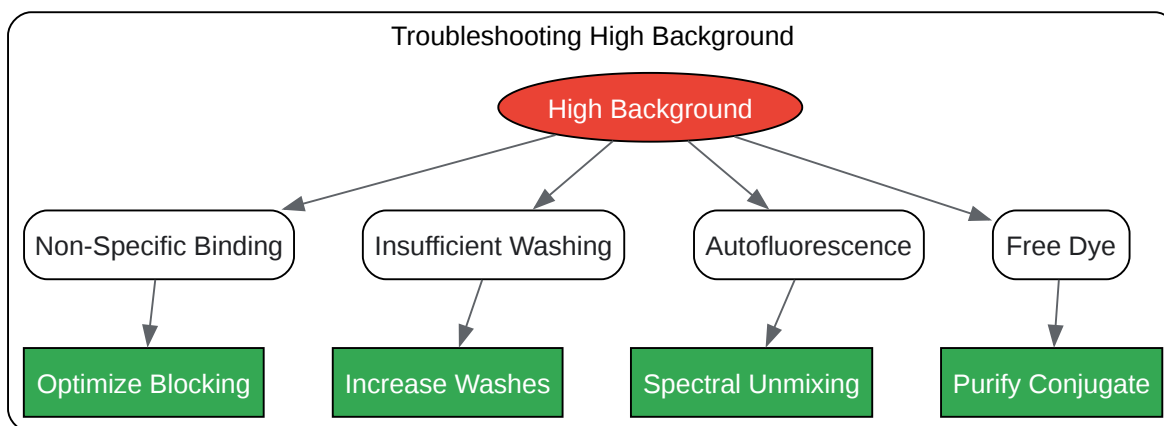 Troubleshooting High Background
High Background
Non-Specific Binding
Insufficient Washing
Autofluorescence
Free Dye
Optimize Blocking
Increase Washes
Spectral Unmixing
Purify Conjugate